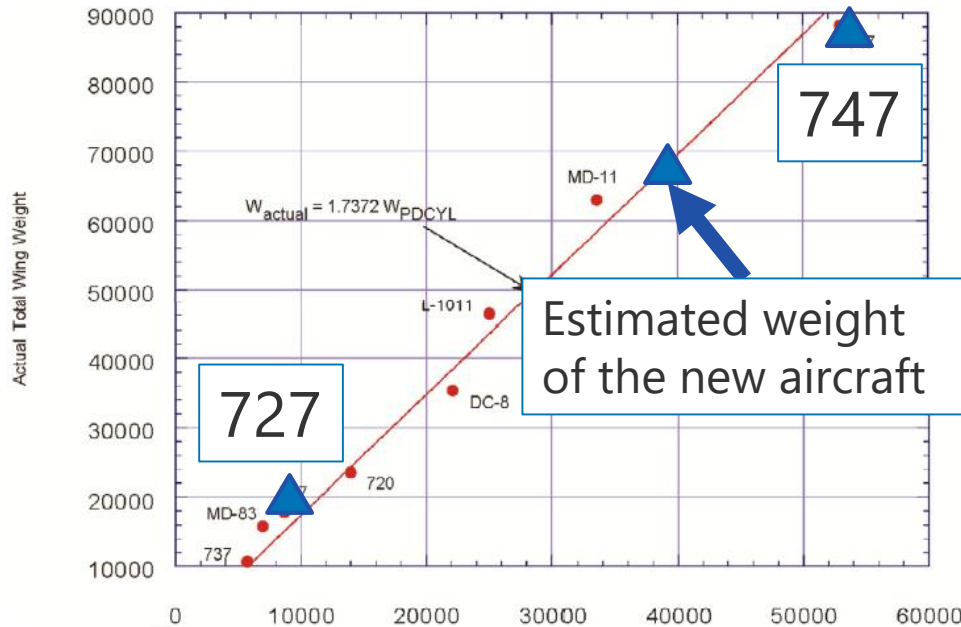 90000
80000
70000
60000
50000
40000
30000
20000
10000
0
10000
20000
30000
40000
50000
60000
Actual Total Wing Weight
747
MD-11
W actual = 1.7372 W PDCYL
L-1011
Estimated weight
of the new aircraft
DC-8
727
720
MD-83
737